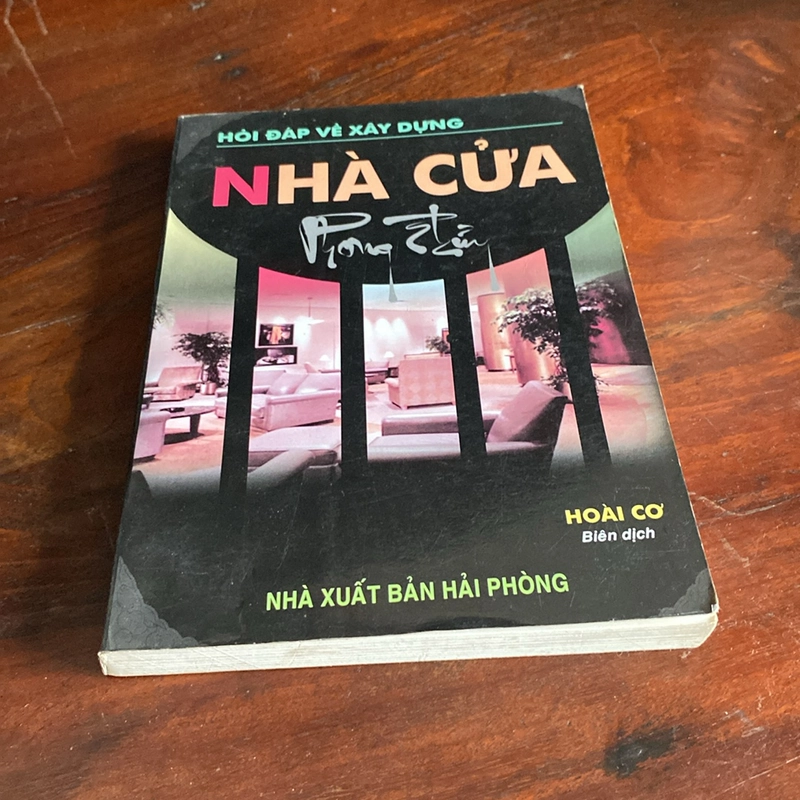 HỎI ĐÁP VỀ XÂY DỰNG
NHÀ CỬA
Phong Thủy
HOÀI CƠ
Biên dịch
NHÀ XUẤT BẢN HẢI PHÒNG